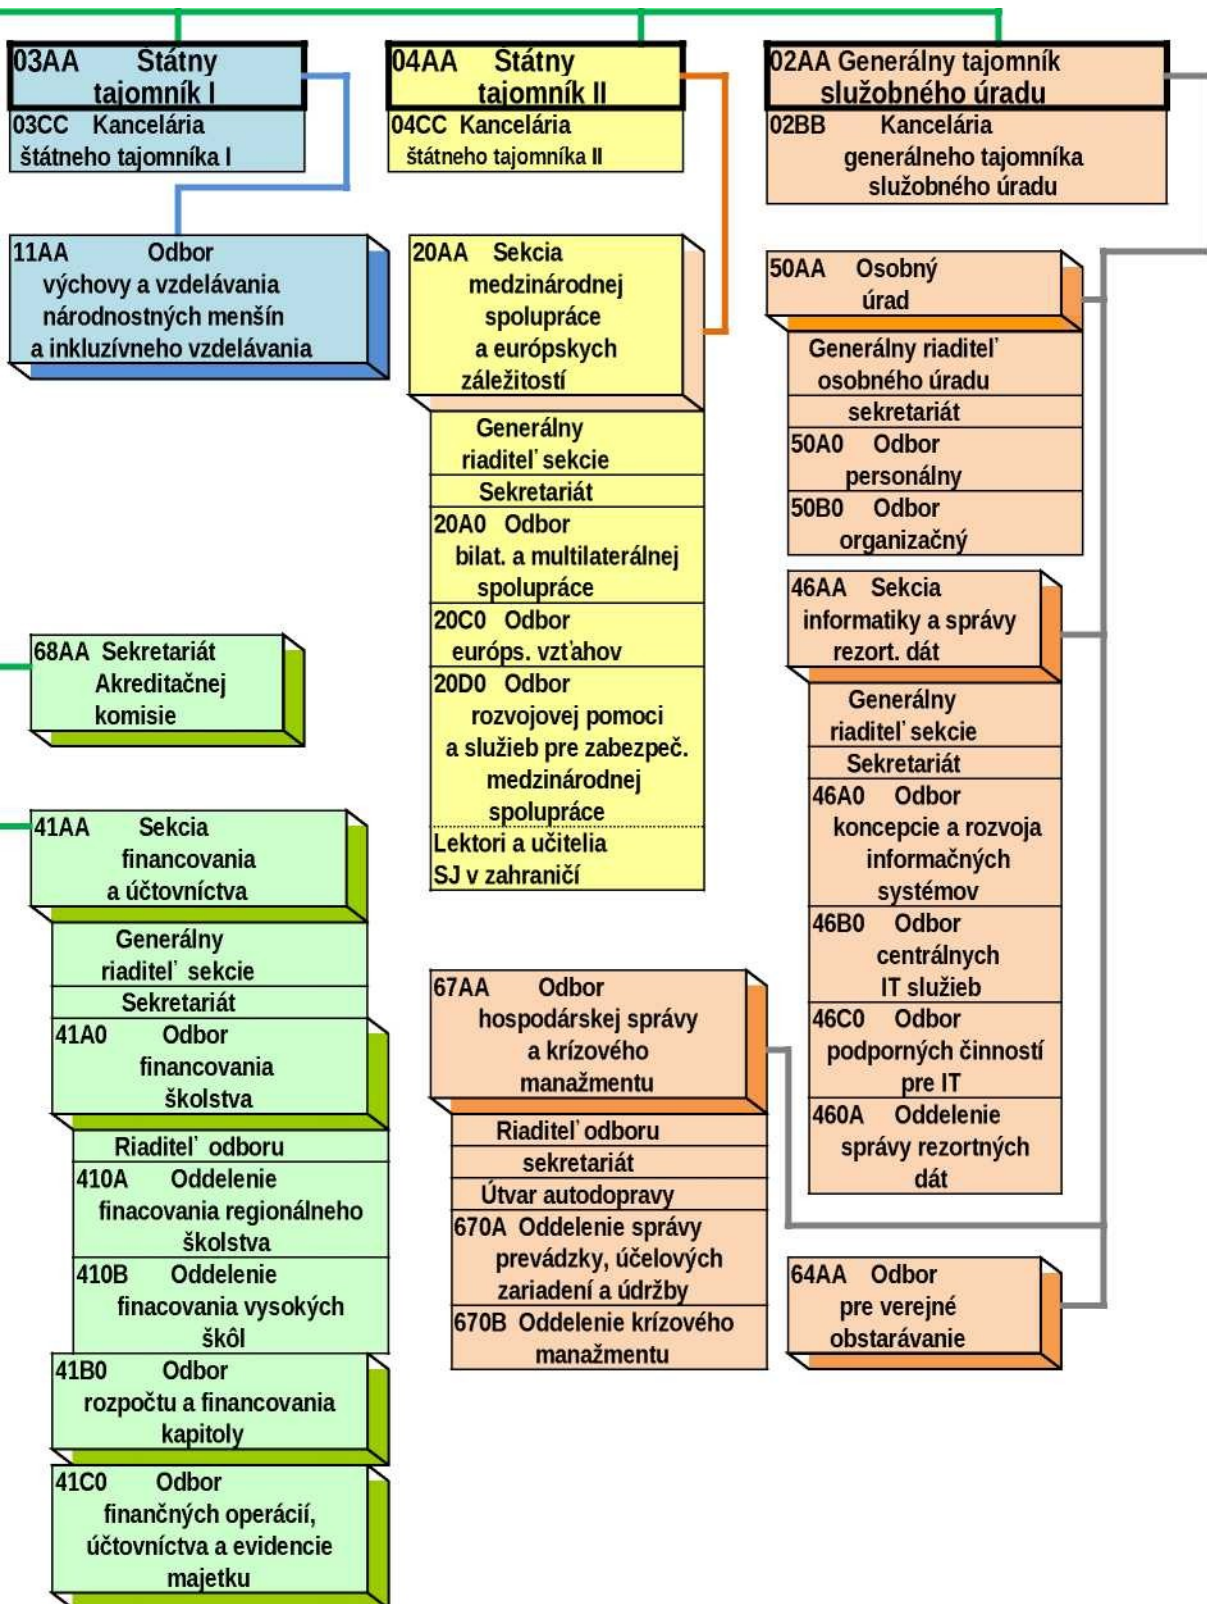 03AA Štátny
tajomník I
03CC Kancelária
štátneho tajomníka I
11AA Odbor
výchovy a vzdelávania
národnostných menšín
a inkluzívneho vzdelávania
68AA Sekretariát
Akreditačnej
komisie
41AA Sekcia
financovania
a účtovníctva
Generálny
riaditeľ sekcie
Sekretariát
41A0 Odbor
financovania
školstva
Riaditeľ odboru
410A Oddelenie
finacovania regionálneho
školstva
410B Oddelenie
finacovania vysokých
škôl
41B0 Odbor
rozpočtu a financovania
kapitoly
41C0 Odbor
finančných operácií,
účtovníctva a evidencie
majetku
04AA Štátny
tajomník II
04CC Kancelária
štátneho tajomníka II
20AA Sekcia
medzinárodnej
spolupráce
a európskych
záležitostí
Generálny
riaditeľ sekcie
Sekretariát
20A0 Odbor
bilat. a multilaterálnej
spolupráce
20C0 Odbor
európs. vzťahov
20D0 Odbor
rozvojovej pomoci
a služieb pre zabezpeč.
medzinárodnej
spolupráce
Lektori a učitelia
SJ v zahraničí
67AA Odbor
hospodárskej správy
a krízového
manažmentu
Riaditeľ odboru
sekretariát
Útvar autodopravy
670A Oddelenie správy
prevádzky, účelových
zariadení a údržby
670B Oddelenie krízového
manažmentu
02AA Generálny tajomník
služobného úradu
02BB Kancelária
generálneho tajomníka
služobného úradu
50AA Osobný
úrad
Generálny riaditeľ
osobného úradu
sekretariát
50A0 Odbor
personálny
50B0 Odbor
organizačný
46AA Sekcia
informatiky a správy
rezort. dát
Generálny
riaditeľ sekcie
Sekretariát
46A0 Odbor
koncepcie a rozvoja
informačných
systémov
46B0 Odbor
centrálnych
IT služieb
46C0 Odbor
podporných činností
pre IT
460A Oddelenie
správy rezortných
dát
64AA Odbor
pre verejné
obstarávanie